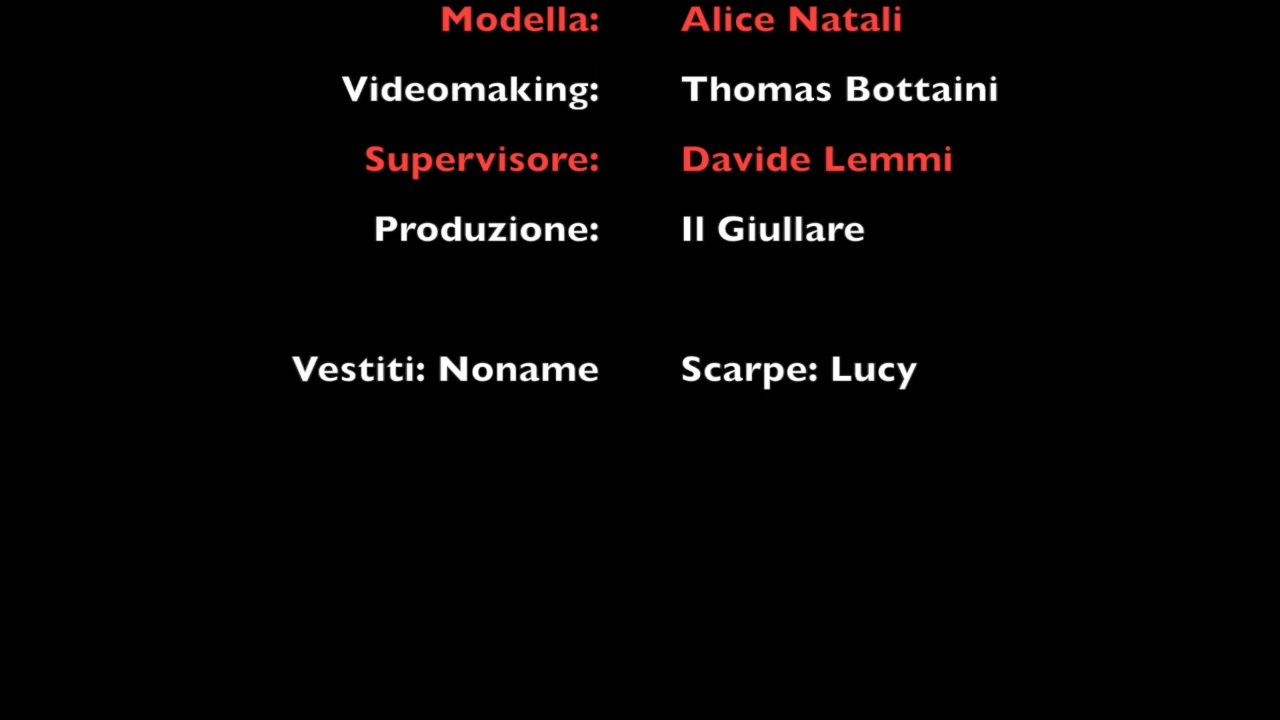 Modella: Alice Natali
Videomaking: Thomas Bottaini
Supervisore: Davide Lemmi
Produzione: Il Giullare
Vestiti: Noname Scarpe: Lucy